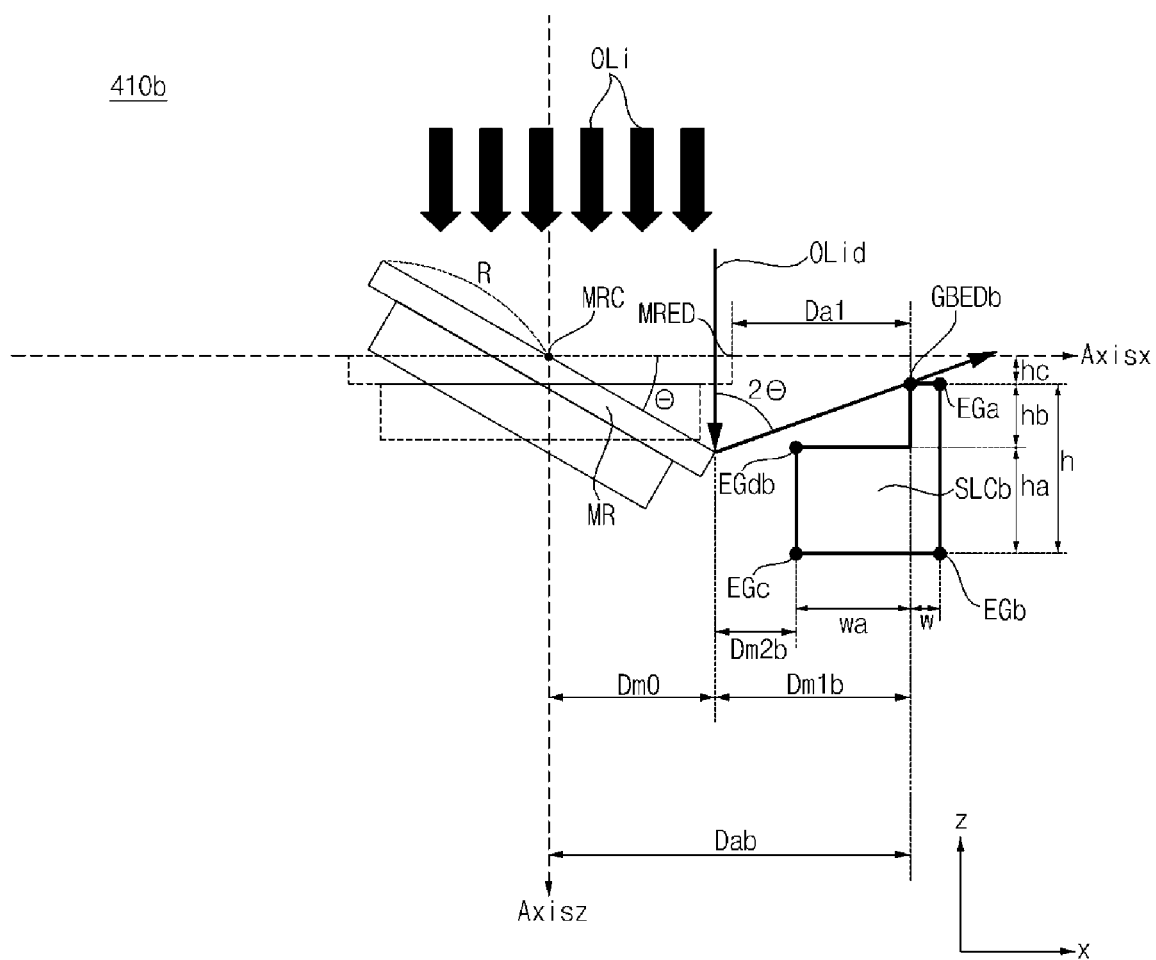 OLi
410b
OLid
R
MRC
MRED
Da1
GBEDb
Axisx
Θ
2Θ
hc
EGa
hb
h
EGdb
SLCb
ha
MR
EGc
EGb
wa
w
Dm2b
Dm0
Dm1b
Dab
z
Axisz
x